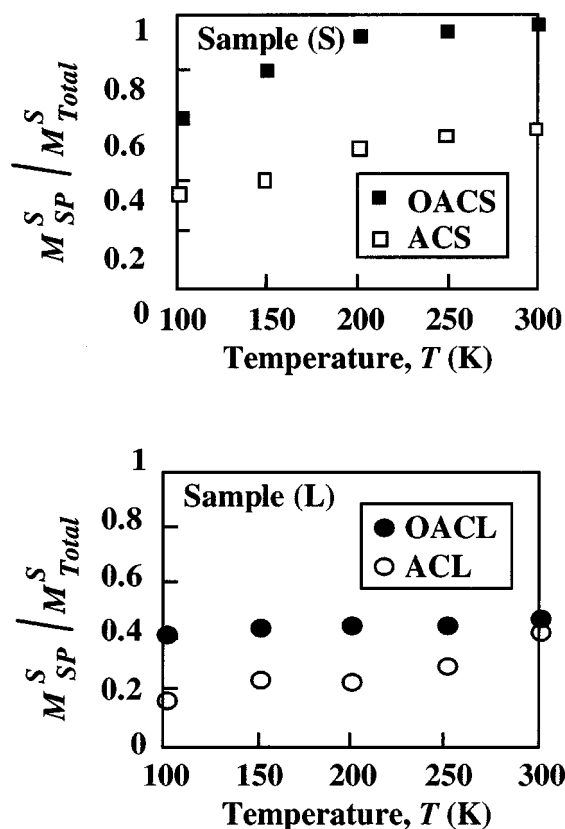 1
0.8
0.6
0.4
0.2
0
M^S_SP / M^S_Total
Sample (S)
OACS
ACS
100 150 200 250 300
Temperature, T (K)
1
0.8
0.6
0.4
0.2
0
M^S_SP / M^S_Total
Sample (L)
OACL
ACL
100 150 200 250 300
Temperature, T (K)